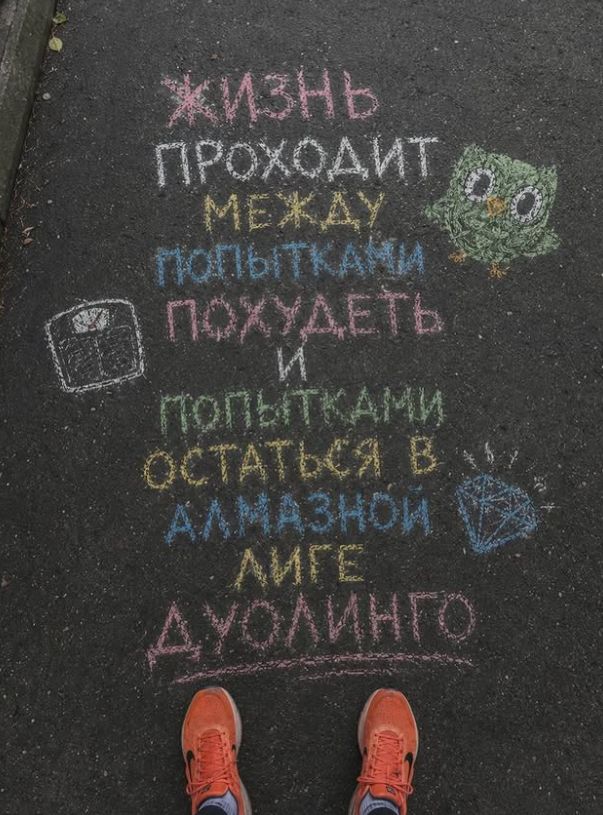 ЖИЗНЬ
ПРОХОДИТ
МЕЖДУ
ПОПЫТКАМИ
ПОХУДЕТЬ
И
ПОПЫТКАМИ
ОСТАТЬСЯ В
АЛМАЗНОЙ
ЛИГЕ
ДУОЛИНГО